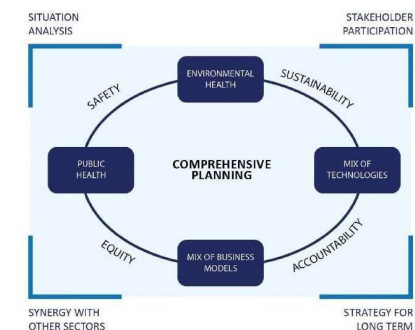 SITUATION
ANALYSIS
STAKEHOLDER
PARTICIPATION
ENVIRONMENTAL
HEALTH
SAFETY
SUSTAINABILITY
PUBLIC
HEALTH
COMPREHENSIVE
PLANNING
MIX OF
TECHNOLOGIES
EQUITY
MIX OF BUSINESS
MODELS
ACCOUNTABILITY
SYNERGY WITH
OTHER SECTORS
STRATEGY FOR
LONG TERM